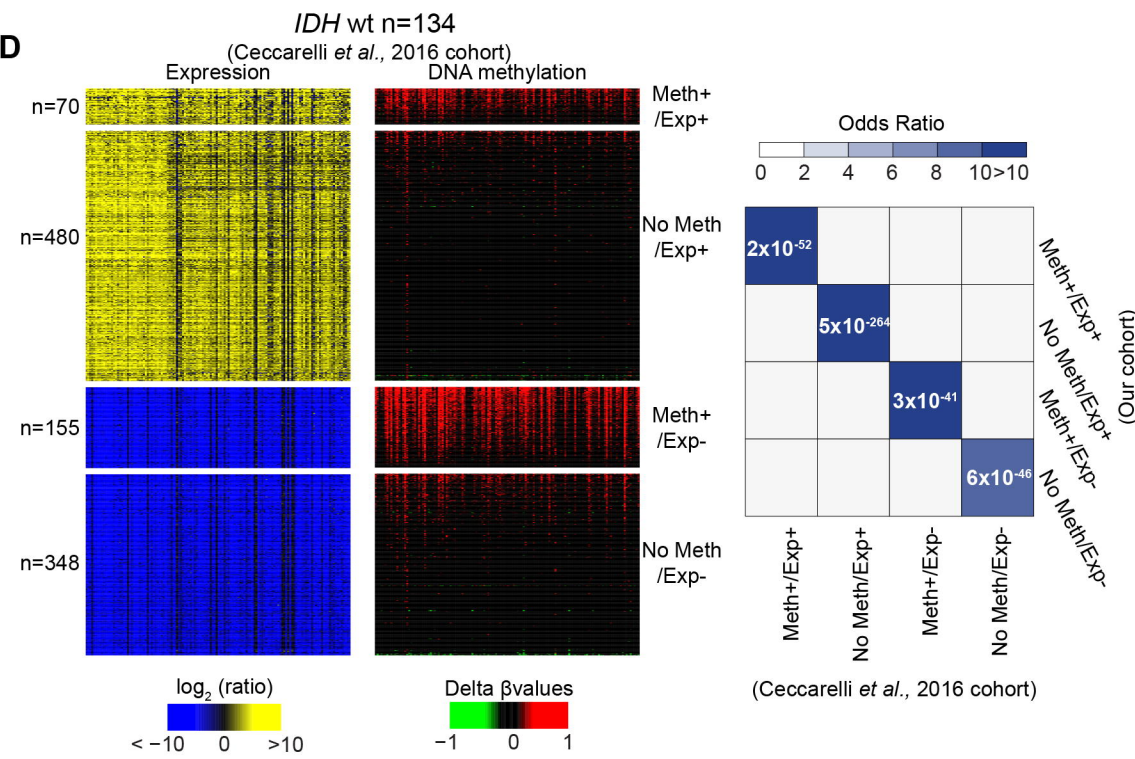 D
IDH wt n=134
(Ceccarelli et al., 2016 cohort)
Expression
DNA methylation
n=70
Meth+
/Exp+
n=480
No Meth
/Exp+
n=155
Meth+
/Exp-
n=348
No Meth
/Exp-
log2 (ratio)
< −10 0 >10
Delta βvalues
−1 0 1
Odds Ratio
0 2 4 6 8 10 >10
2x10-52
5x10-264
3x10-41
6x10-46
Meth+/Exp+
No Meth/Exp+
Meth+/Exp-
No Meth/Exp-
(Our cohort)
Meth+/Exp+
No Meth/Exp+
Meth+/Exp-
No Meth/Exp-
(Ceccarelli et al., 2016 cohort)